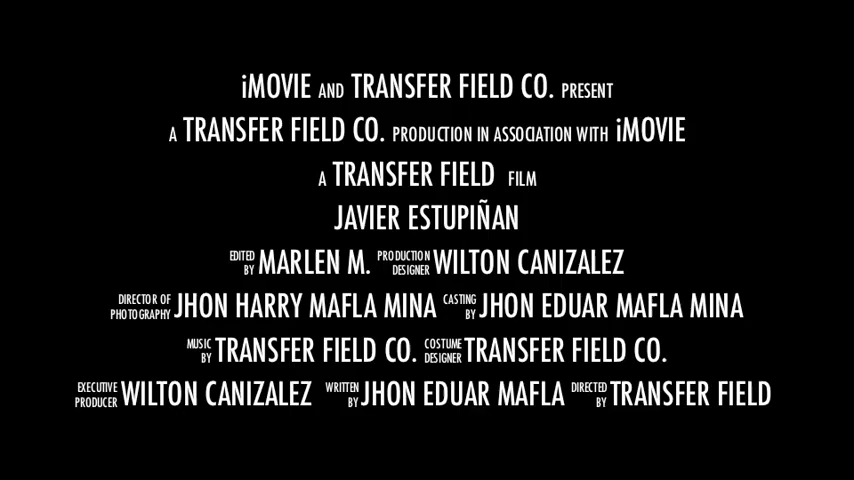 iMOVIE AND TRANSFER FIELD CO. PRESENT
A TRANSFER FIELD CO. PRODUCTION IN ASSOCIATION WITH iMOVIE
A TRANSFER FIELD FILM
JAVIER ESTUPIÑAN
EDITED BY MARLEN M. PRODUCTION DESIGNER WILTON CANIZALEZ
DIRECTOR OF PHOTOGRAPHY JHON HARRY MAFLA MINA CASTING BY JHON EDUAR MAFLA MINA
MUSIC BY TRANSFER FIELD CO. COSTUME DESIGNER TRANSFER FIELD CO.
EXECUTIVE PRODUCER WILTON CANIZALEZ WRITTEN BY JHON EDUAR MAFLA DIRECTED BY TRANSFER FIELD